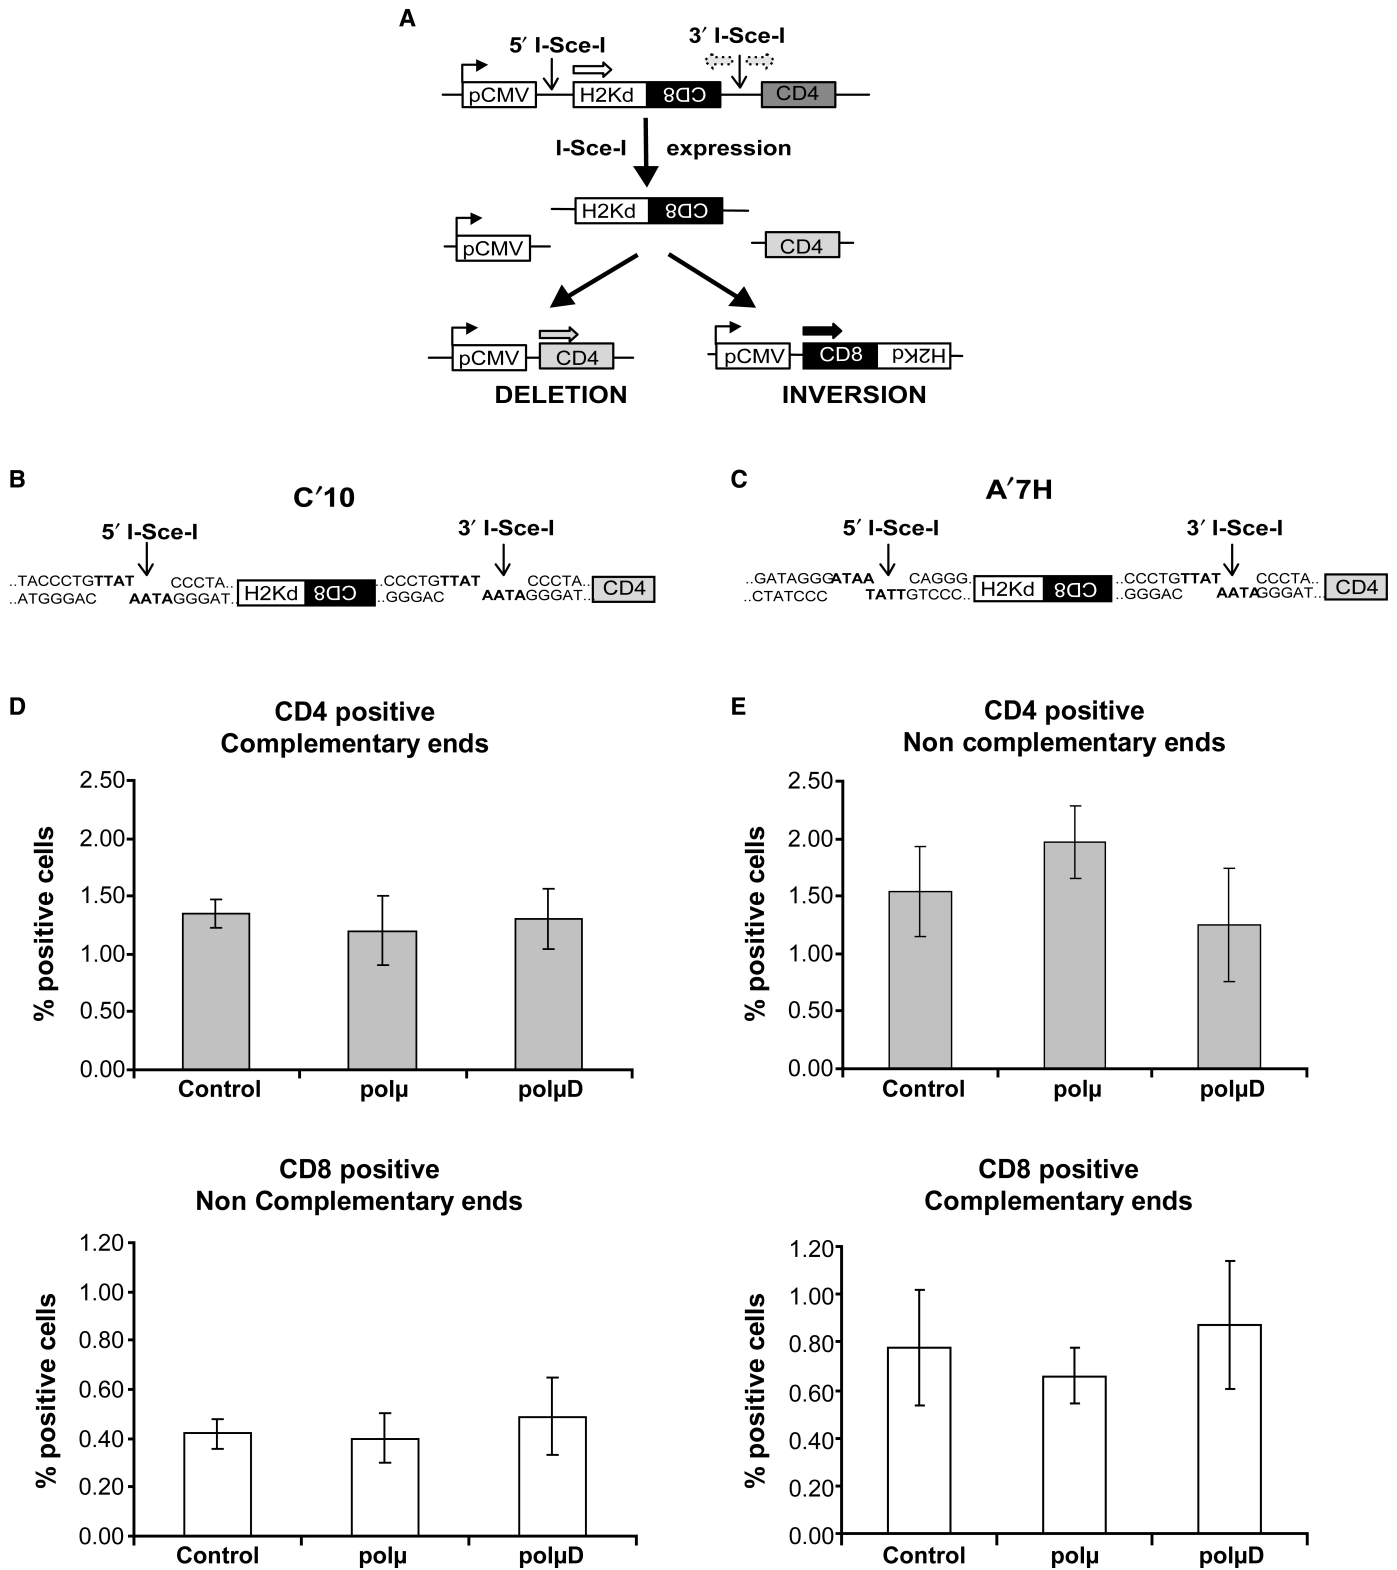 A
5′ I-Sce-I
3′ I-Sce-I
pCMV
H2Kd
CD8
CD4
I-Sce-I expression
H2Kd
CD8
pCMV
CD4
pCMV
CD4
pCMV
CD8
H2Kd
DELETION
INVERSION
B
C′10
5′ I-Sce-I
3′ I-Sce-I
..TACCCTGTTAT CCCTA..
..ATGGGAC AATAGGGAT..
H2Kd
CD8
..CCCTGTTAT CCCTA..
..GGGAC AATAGGGAT..
CD4
C
A′7H
5′ I-Sce-I
3′ I-Sce-I
..GATAGGGATAA CAGGG.
..CTATCCC TATTGTCCC..
H2Kd
CD8
..CCCTGTTAT CCCTA..
..GGGAC AATAGGGAT...
CD4
D
CD4 positive
Complementary ends
% positive cells
2.50
2.00
1.50
1.00
0.50
0.00
Control
polµ
polµD
E
CD4 positive
Non complementary ends
% positive cells
2.50
2.00
1.50
1.00
0.50
0.00
Control
polµ
polµD
CD8 positive
Non Complementary ends
% positive cells
1.20
1.00
0.80
0.60
0.40
0.20
0.00
Control
polµ
polµD
CD8 positive
Complementary ends
% positive cells
1.20
1.00
0.80
0.60
0.40
0.20
0.00
Control
polµ
polµD